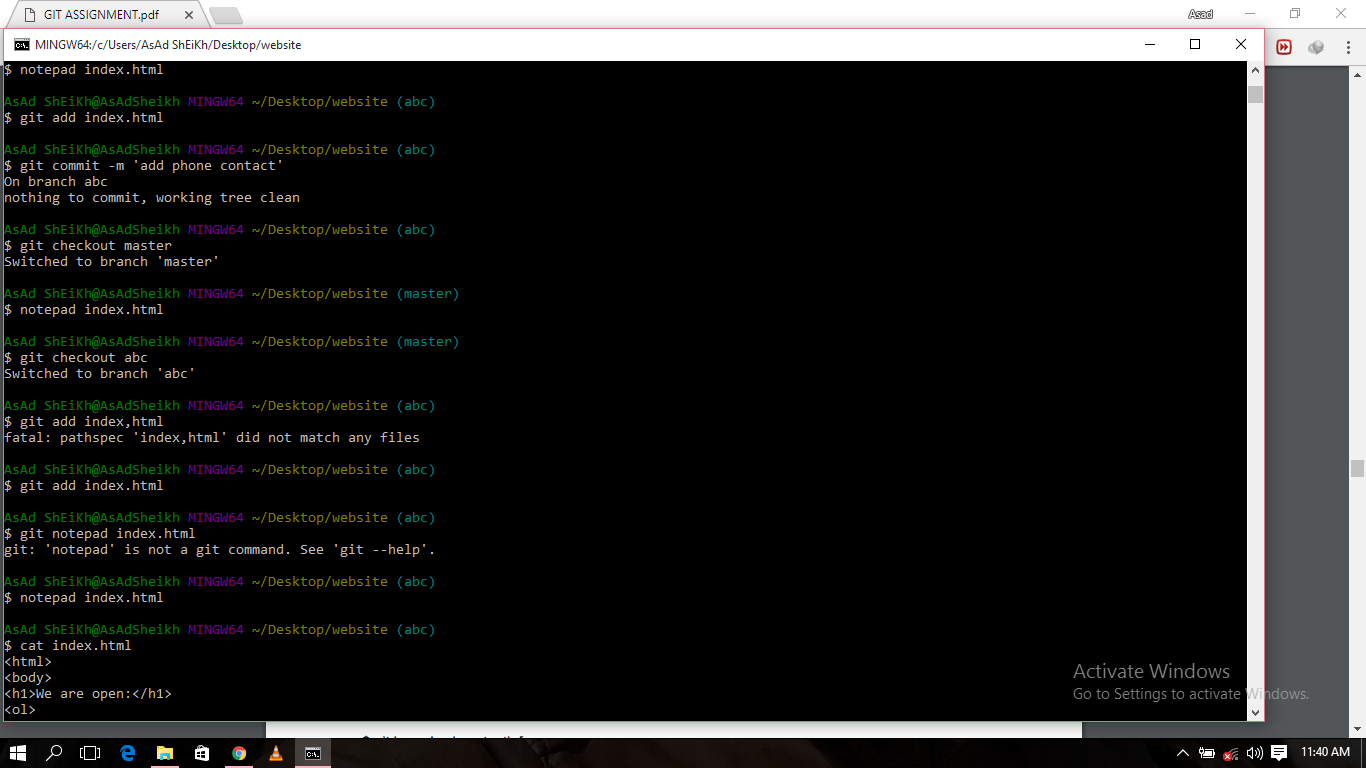 GIT ASSIGNMENT.pdf
Asad
MINGW64:/c/Users/AsAd ShEiKh/Desktop/website
$ notepad index.html
AsAd ShEiKh@AsAdSheikh MINGW64 ~/Desktop/website (abc)
$ git add index.html
AsAd ShEiKh@AsAdSheikh MINGW64 ~/Desktop/website (abc)
$ git commit -m 'add phone contact'
On branch abc
nothing to commit, working tree clean
AsAd ShEiKh@AsAdSheikh MINGW64 ~/Desktop/website (abc)
$ git checkout master
Switched to branch 'master'
AsAd ShEiKh@AsAdSheikh MINGW64 ~/Desktop/website (master)
$ notepad index.html
AsAd ShEiKh@AsAdSheikh MINGW64 ~/Desktop/website (master)
$ git checkout abc
Switched to branch 'abc'
AsAd ShEiKh@AsAdSheikh MINGW64 ~/Desktop/website (abc)
$ git add index,html
fatal: pathspec 'index,html' did not match any files
AsAd ShEiKh@AsAdSheikh MINGW64 ~/Desktop/website (abc)
$ git add index.html
AsAd ShEiKh@AsAdSheikh MINGW64 ~/Desktop/website (abc)
$ git notepad index.html
git: 'notepad' is not a git command. See 'git --help'.
AsAd ShEiKh@AsAdSheikh MINGW64 ~/Desktop/website (abc)
$ notepad index.html
AsAd ShEiKh@AsAdSheikh MINGW64 ~/Desktop/website (abc)
$ cat index.html
<html>
<body>
<h1>We are open:</h1>
<ol>
Activate Windows
Go to Settings to activate Windows.
11:40 AM